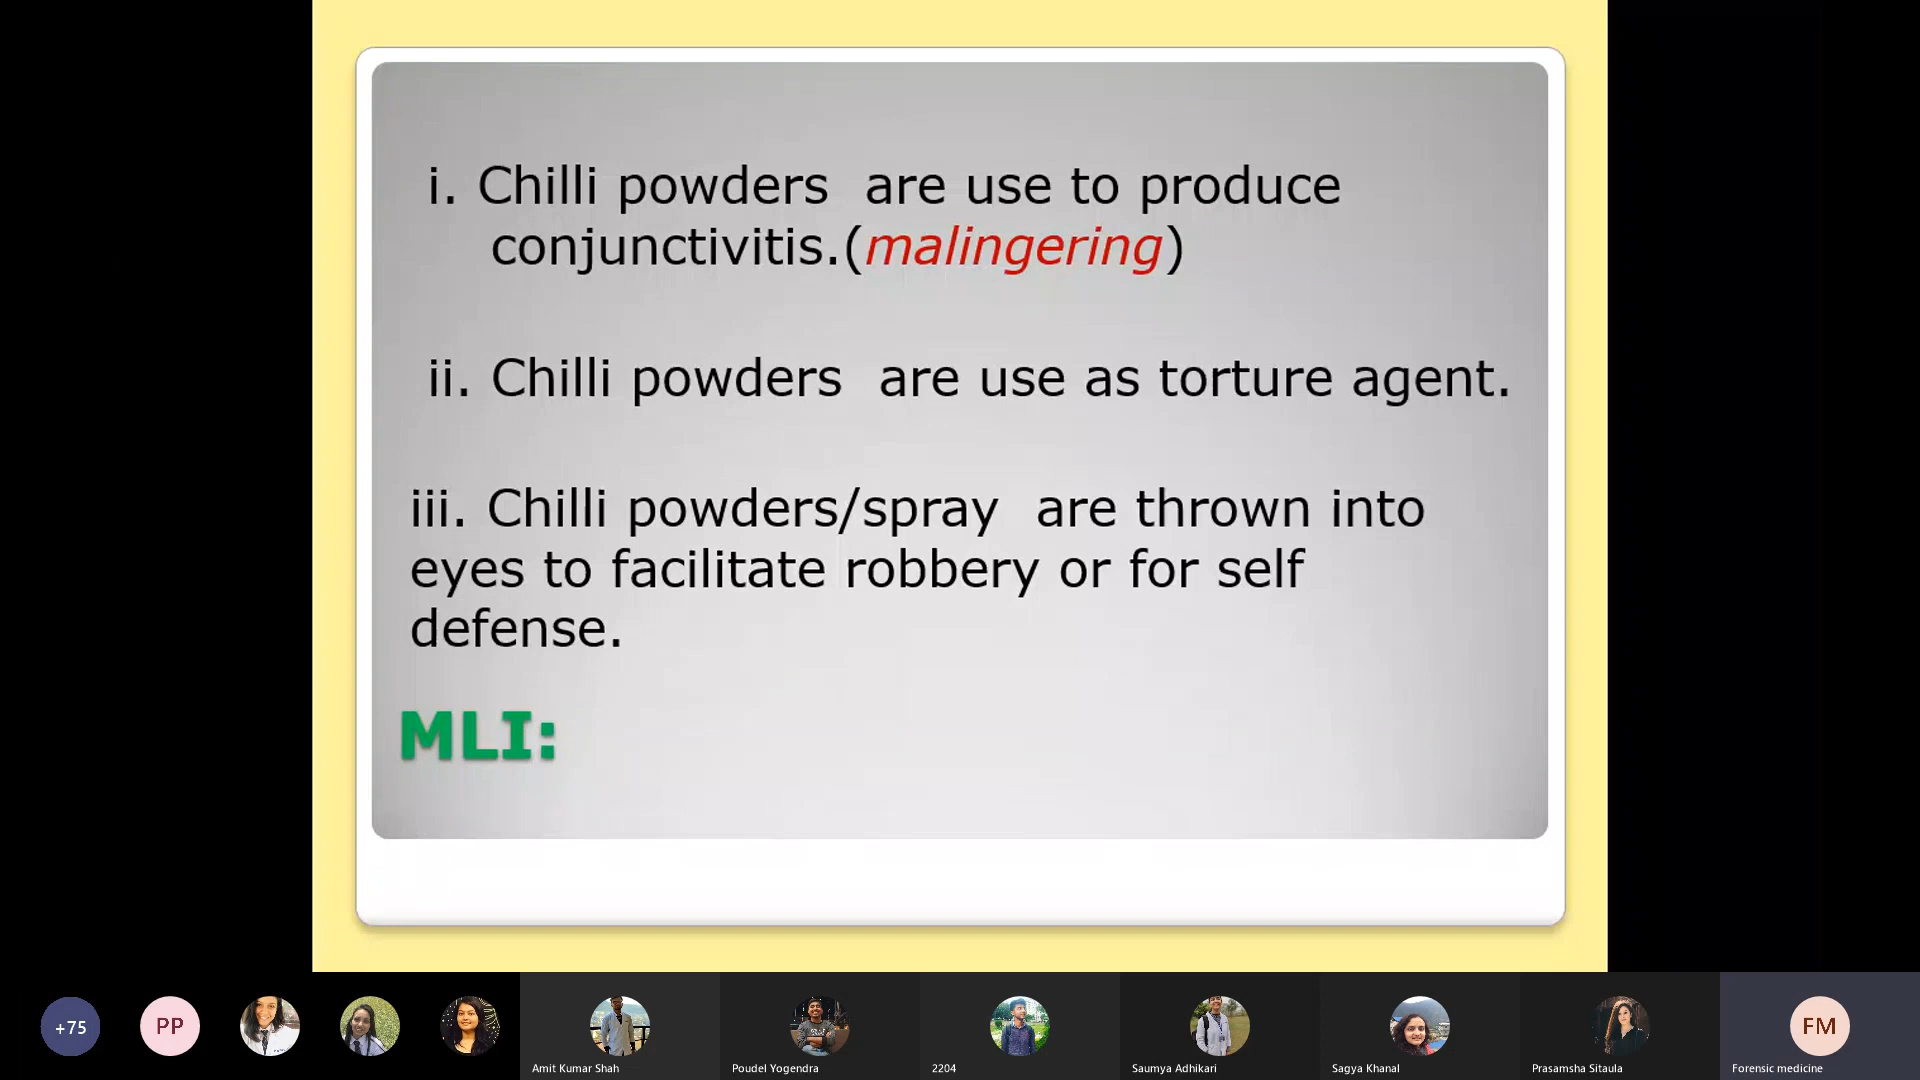 i. Chilli powders  are use to produce
conjunctivitis.(malingering)
ii. Chilli powders  are use as torture agent.
iii. Chilli powders/spray  are thrown into
eyes to facilitate robbery or for self
defense.
MLI:
+75
PP
FM
Amit Kumar Shah
Poudel Yogendra
2204
Saumya Adhikari
Sagya Khanal
Prasamsha Sitaula
Forensic medicine